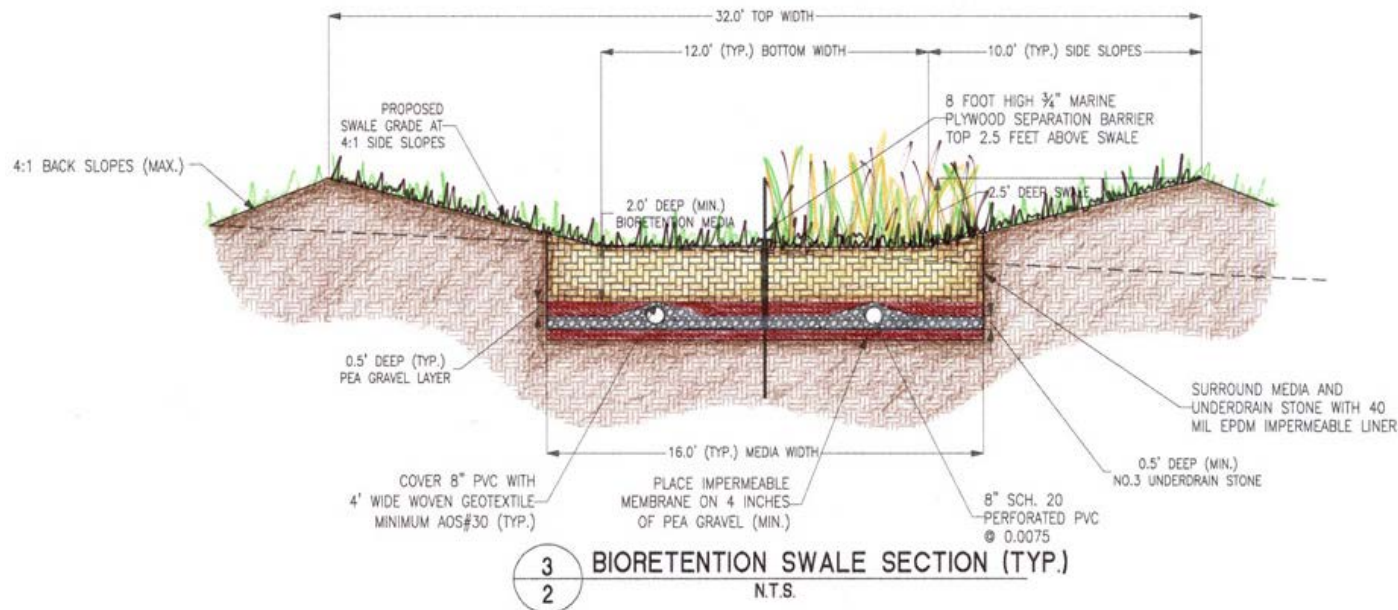 32.0' TOP WIDTH
12.0' (TYP.) BOTTOM WIDTH
10.0' (TYP.) SIDE SLOPES
PROPOSED
SWALE GRADE AT
4:1 SIDE SLOPES
8 FOOT HIGH ¾" MARINE
PLYWOOD SEPARATION BARRIER
TOP 2.5 FEET ABOVE SWALE
4:1 BACK SLOPES (MAX.)
2.0' DEEP (MIN.)
BIORETENTION MEDIA
2.5' DEEP SWALE
0.5' DEEP (TYP.)
PEA GRAVEL LAYER
SURROUND MEDIA AND
UNDERDRAIN STONE WITH 40
MIL EPDM IMPERMEABLE LINER
16.0' (TYP.) MEDIA WIDTH
0.5' DEEP (MIN.)
NO.3 UNDERDRAIN STONE
COVER 8" PVC WITH
4' WIDE WOVEN GEOTEXTILE
MINIMUM AOS#30 (TYP.)
PLACE IMPERMEABLE
MEMBRANE ON 4 INCHES
OF PEA GRAVEL (MIN.)
8" SCH. 20
PERFORATED PVC
@ 0.0075
3
2
BIORETENTION SWALE SECTION (TYP.)
N.T.S.